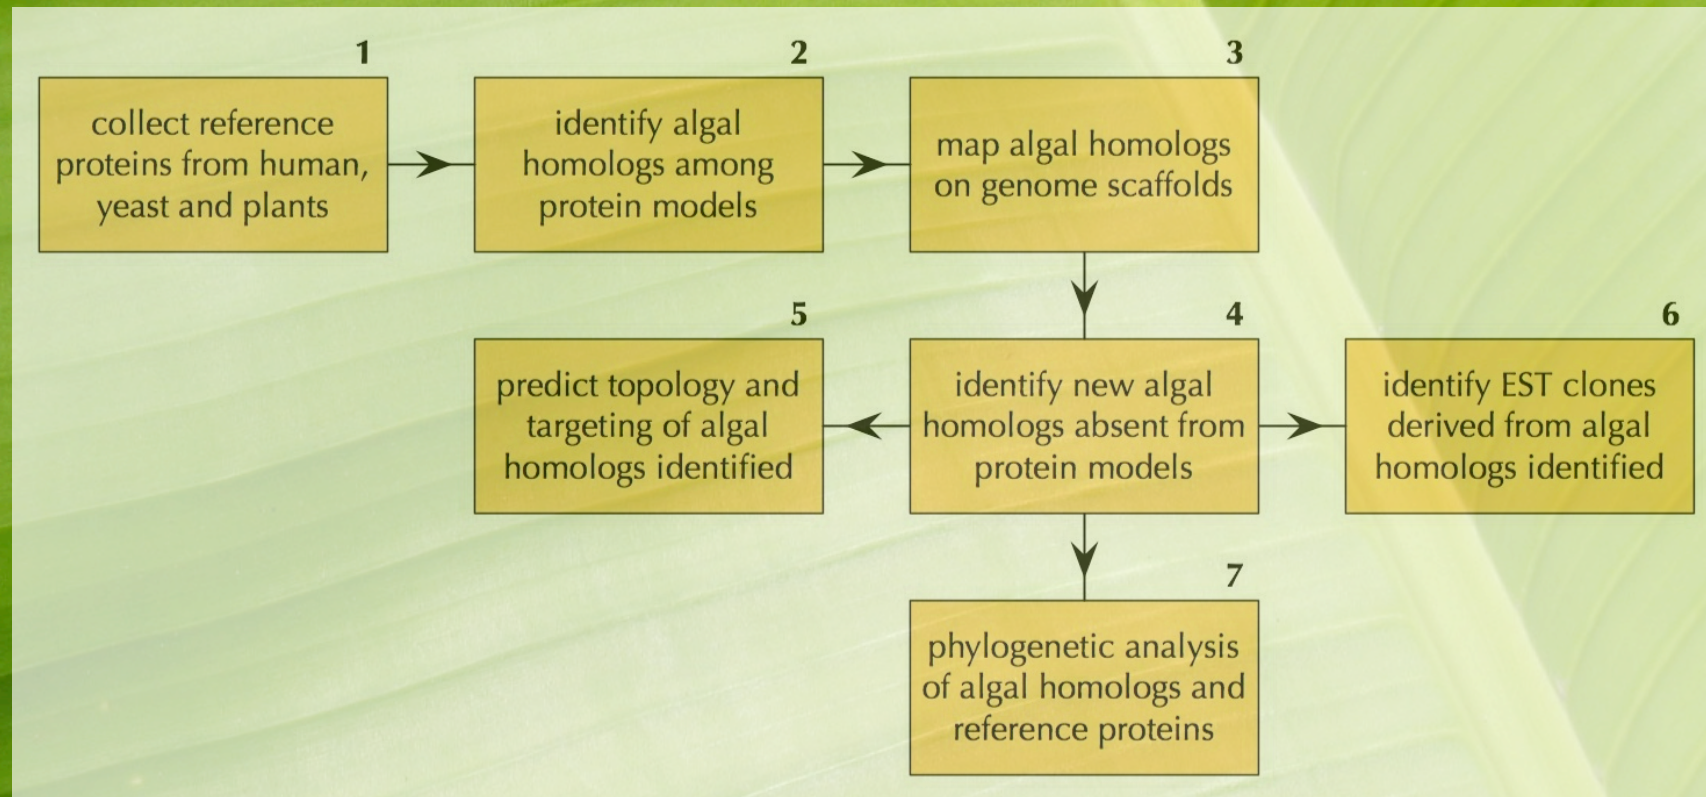 1
collect reference
proteins from human,
yeast and plants
2
identify algal
homologs among
protein models
3
map algal homologs
on genome scaffolds
5
predict topology and
targeting of algal
homologs identified
4
identify new algal
homologs absent from
protein models
6
identify EST clones
derived from algal
homologs identified
7
phylogenetic analysis
of algal homologs and
reference proteins